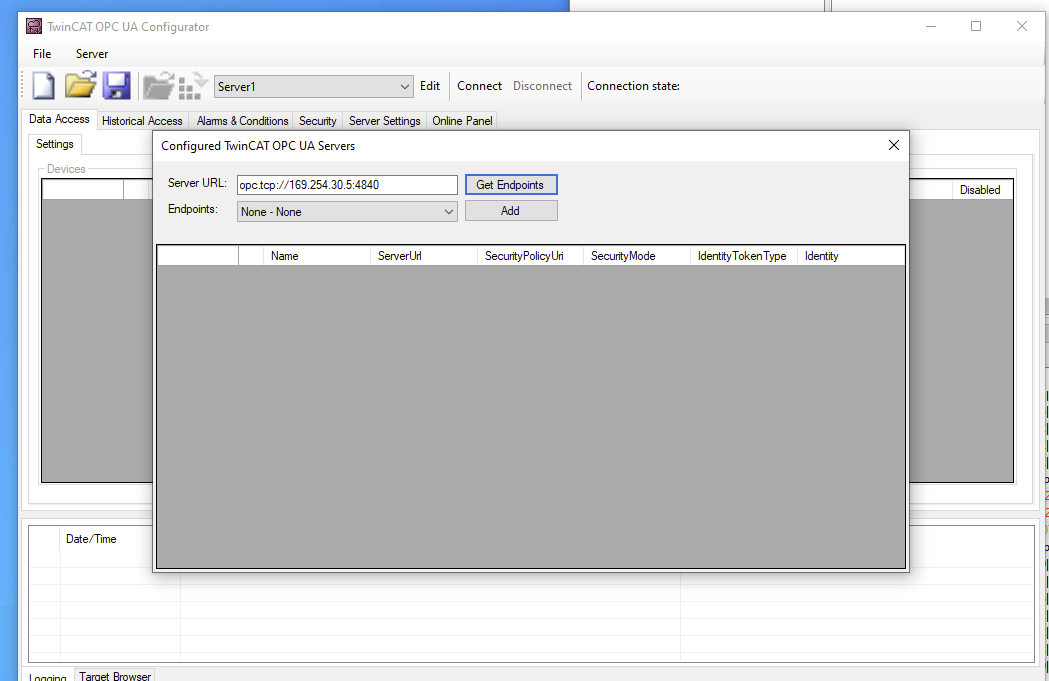 TwinCAT OPC UA Configurator
File Server
Server1 Edit Connect Disconnect Connection state:
Data Access Historical Access Alarms & Conditions Security Server Settings Online Panel
Settings
Configured TwinCAT OPC UA Servers
Devices
Server URL: opc.tcp://169.254.30.5:4840 Get Endpoints
Disabled
Endpoints: None - None Add
Name ServerUrl SecurityPolicyUri SecurityMode IdentityTokenType Identity
Date/Time
Logging Target Browser